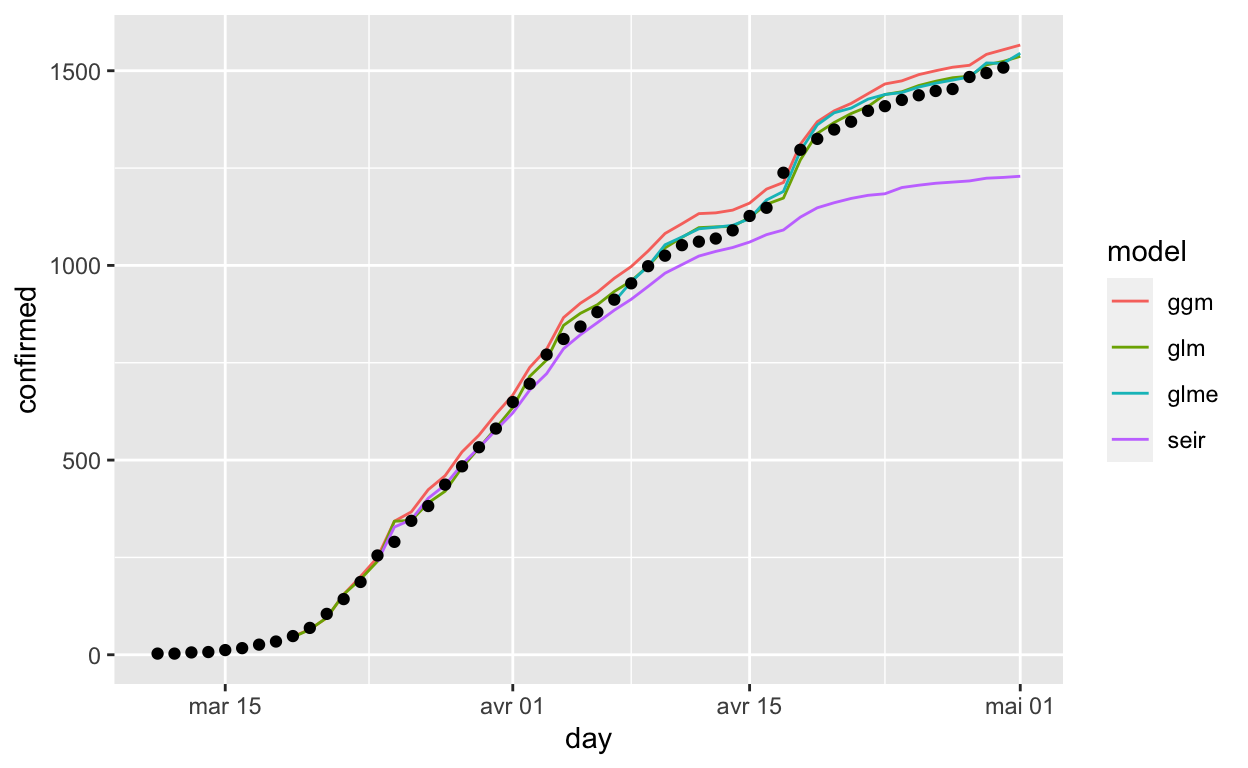 1500
1000
500
0
confirmed
mar 15
avr 01
avr 15
mai 01
day
model
ggm
glm
glme
seir